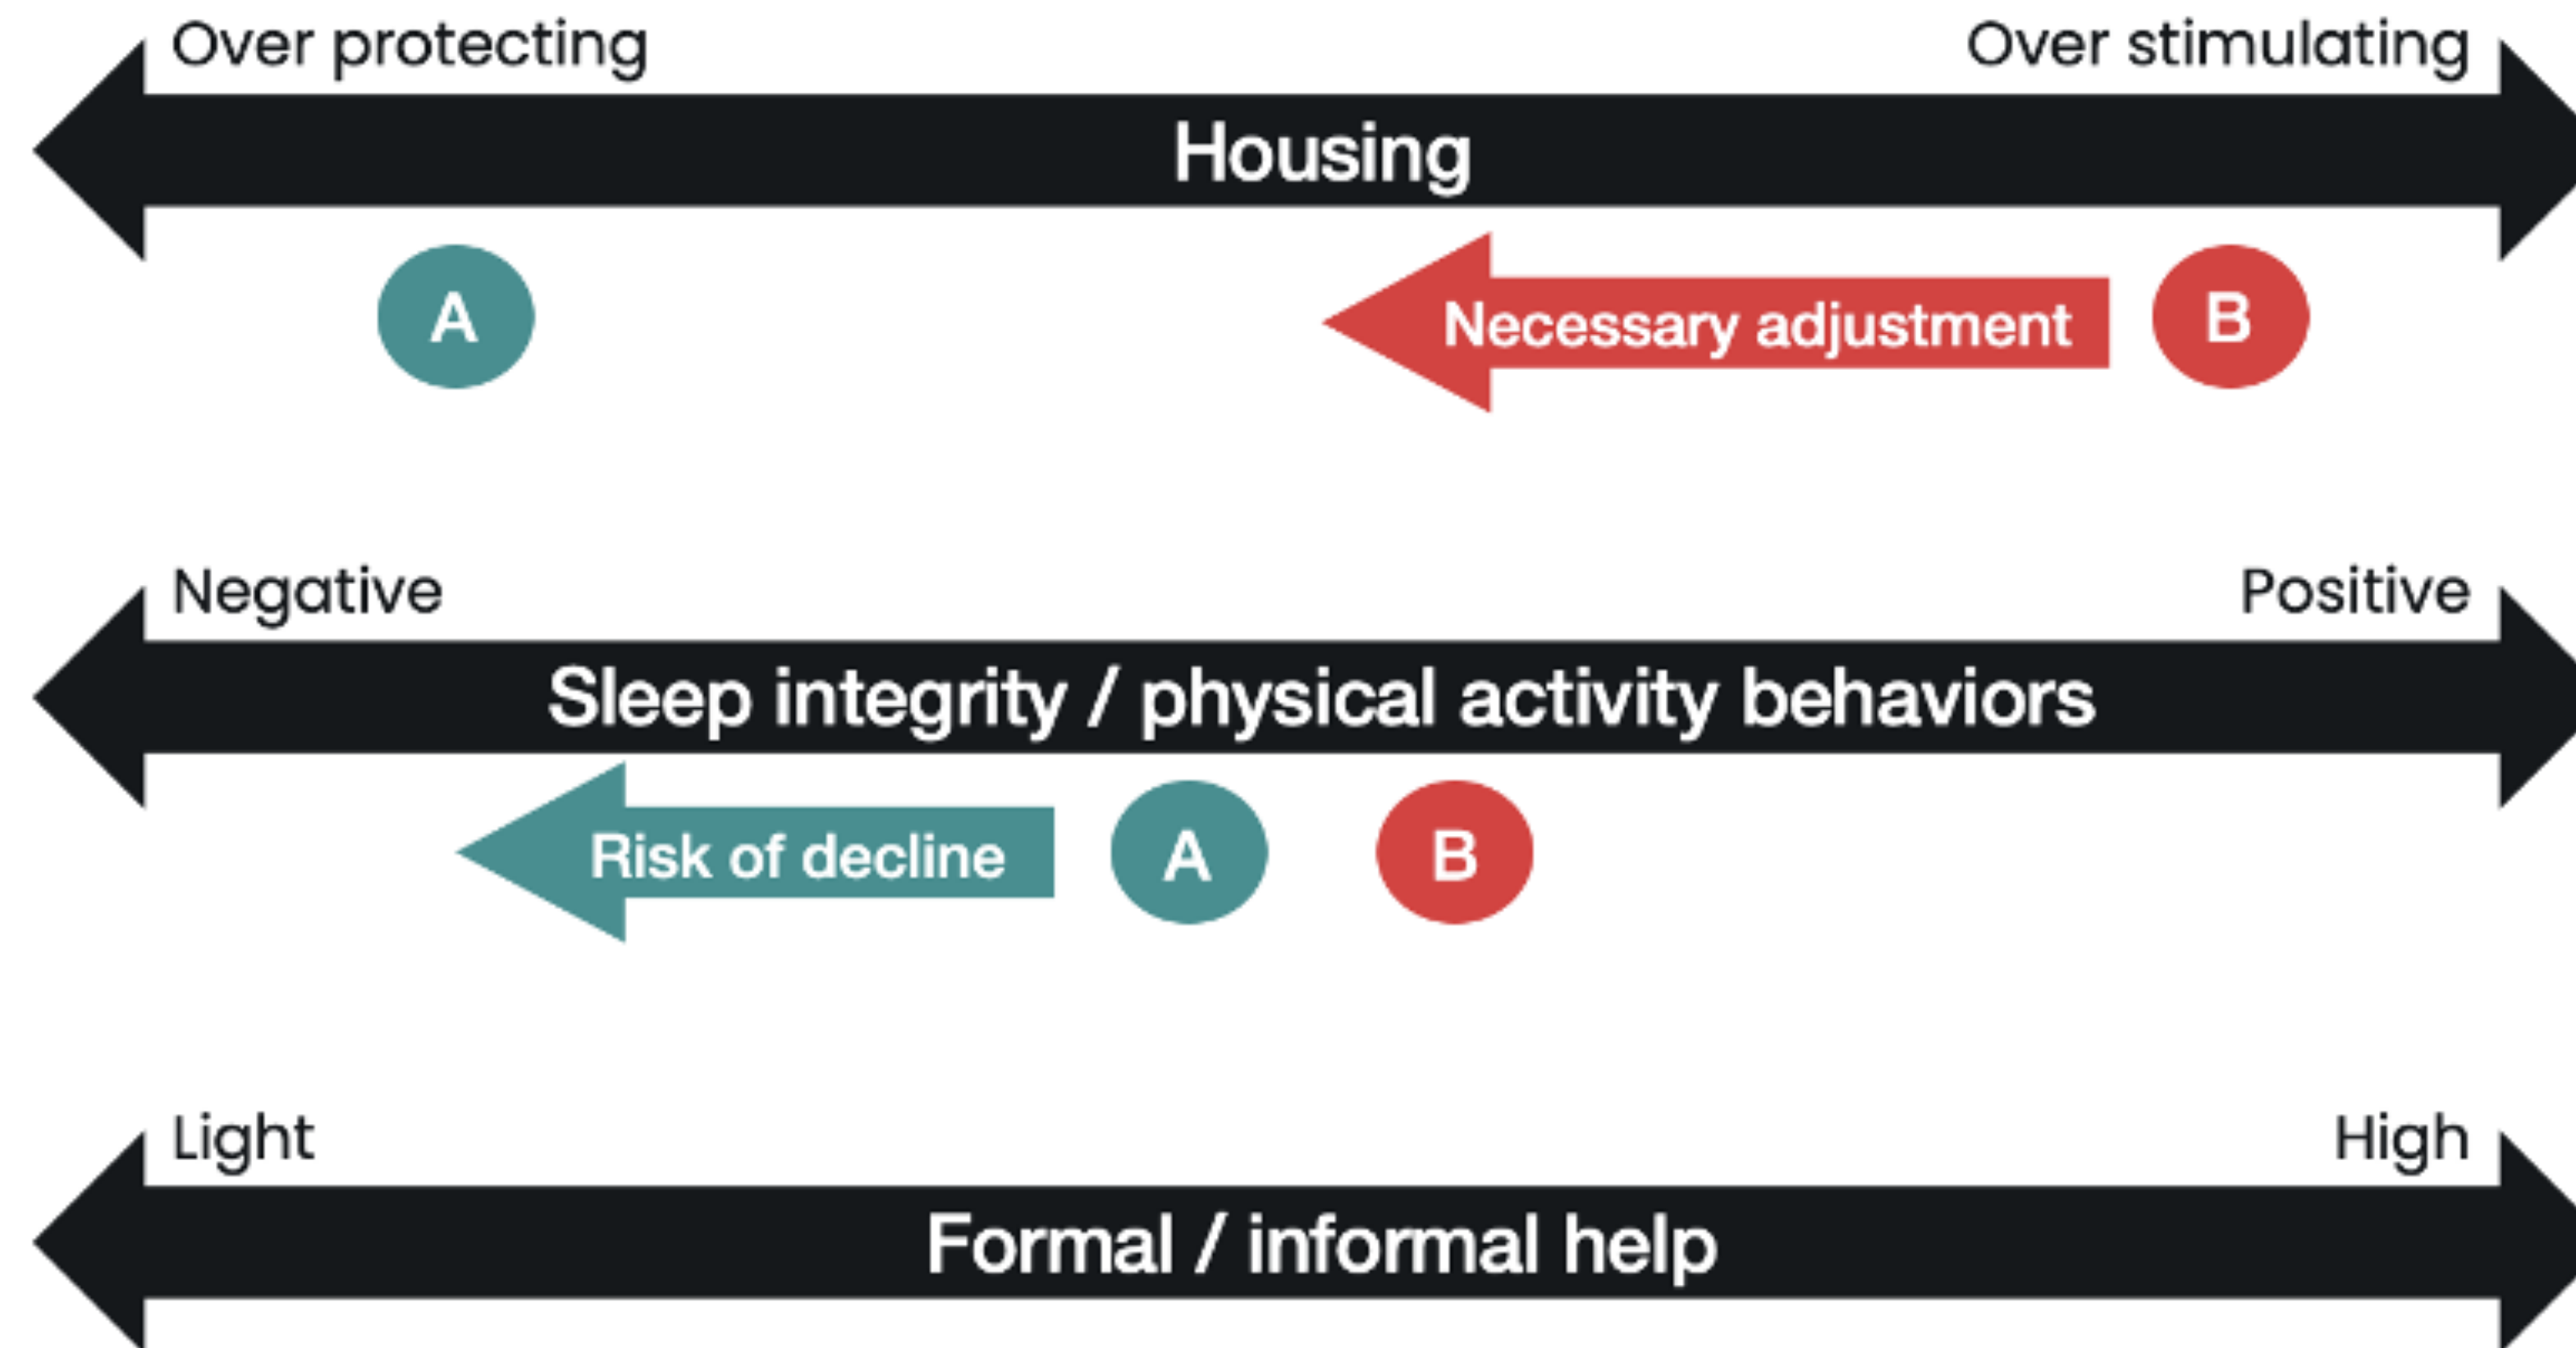 Over protecting
Over stimulating
Housing
A
Necessary adjustment
B
Negative
Positive
Sleep integrity / physical activity behaviors
Risk of decline
A
B
Light
High
Formal / informal help